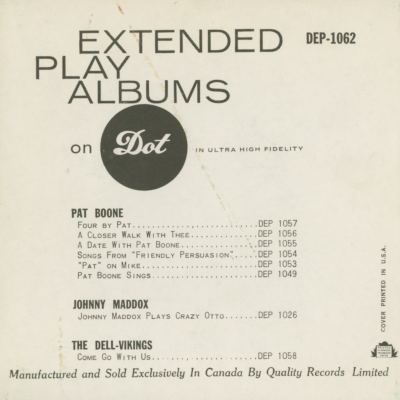 EXTENDED
PLAY
ALBUMS
DEP-1062
on Dot IN ULTRA HIGH FIDELITY
PAT BOONE
FOUR BY PAT.......................DEP 1057
A CLOSER WALK WITH THEE............DEP 1056
A DATE WITH PAT BOONE..............DEP 1055
SONGS FROM "FRIENDLY PERSUASION"...DEP 1054
"PAT" ON MIKE......................DEP 1053
PAT BOONE SINGS....................DEP 1049
JOHNNY MADDOX
JOHNNY MADDOX PLAYS CRAZY OTTO.....DEP 1026
THE DELL-VIKINGS
COME GO WITH US....................DEP 1058
COVER PRINTED IN U.S.A.
Manufactured and Sold Exclusively In Canada By Quality Records Limited